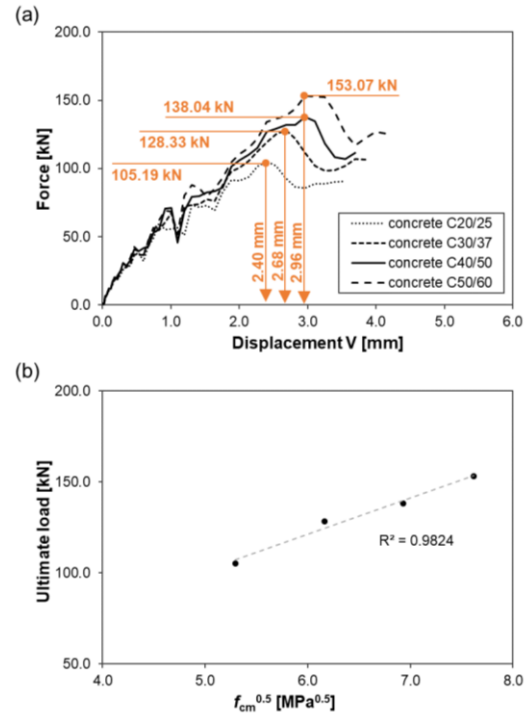 (a)
200.0
153.07 kN
150.0
138.04 kN
128.33 kN
Force [kN]
100.0
105.19 kN
50.0
2.40 mm
2.68 mm
2.96 mm
concrete C20/25
concrete C30/37
concrete C40/50
concrete C50/60
0.0
0.0 1.0 2.0 3.0 4.0 5.0 6.0
Displacement V [mm]
(b)
200.0
150.0
Ultimate load [kN]
R² = 0.9824
100.0
50.0
4.0 5.0 6.0 7.0 8.0
fcm^0.5 [MPa^0.5]